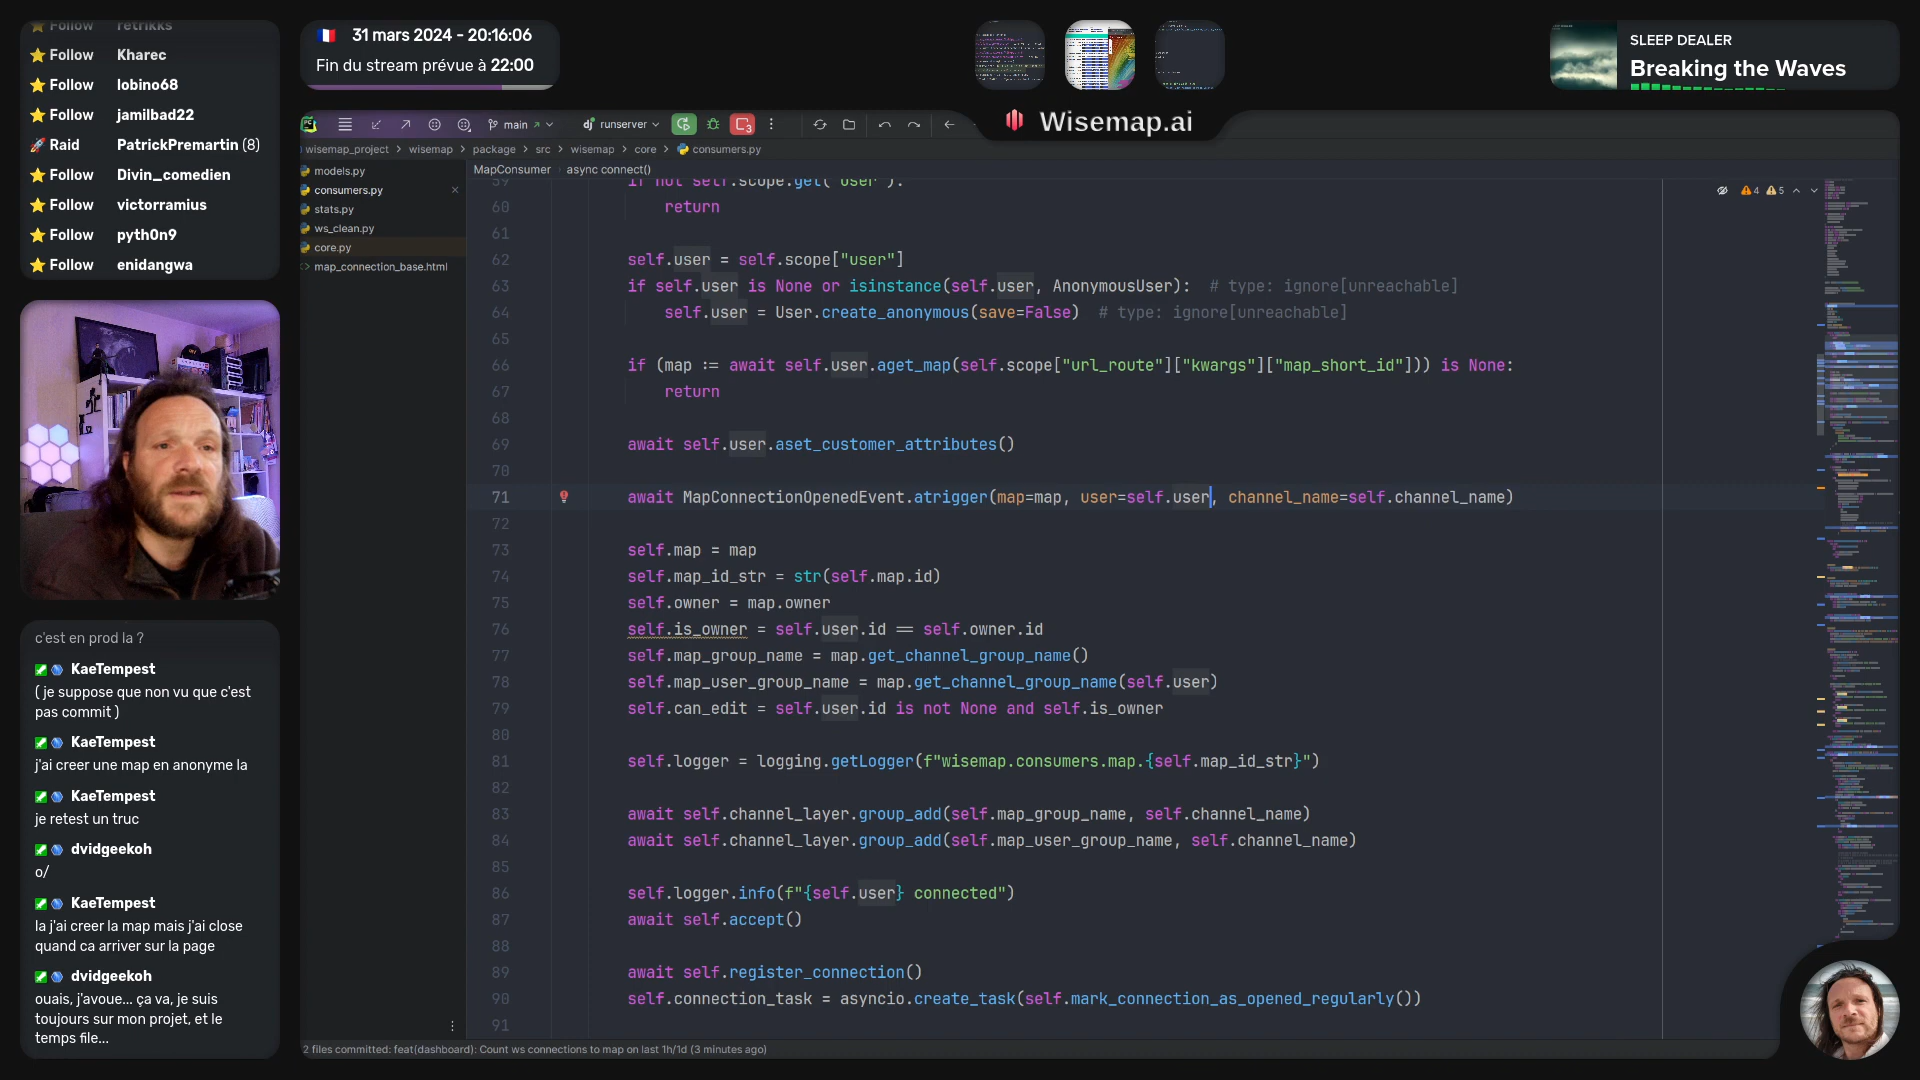 Follow retrikks
Follow Kharec
Follow lobino68
Follow jamilbad22
Raid PatrickPremartin (8)
Follow Divin_comedien
Follow victorramius
Follow pyth0n9
Follow enidangwa
31 mars 2024 - 20:16:06
Fin du stream prévue à 22:00
SLEEP DEALER
Breaking the Waves
Wisemap.ai
main
dj runserver
3
wisemap_project > wisemap > package > src > wisemap > core > consumers.py
models.py
consumers.py
stats.py
ws_clean.py
core.py
map_connection_base.html
MapConsumer > async connect()
4 5
59 if not self.scope.get("user"):
60 return
61
62 self.user = self.scope["user"]
63 if self.user is None or isinstance(self.user, AnonymousUser): # type: ignore[unreachable]
64 self.user = User.create_anonymous(save=False) # type: ignore[unreachable]
65
66 if (map := await self.user.aget_map(self.scope["url_route"]["kwargs"]["map_short_id"])) is None:
67 return
68
69 await self.user.aset_customer_attributes()
70
71 await MapConnectionOpenedEvent.atrigger(map=map, user=self.user, channel_name=self.channel_name)
72
73 self.map = map
74 self.map_id_str = str(self.map.id)
75 self.owner = map.owner
76 self.is_owner = self.user.id == self.owner.id
77 self.map_group_name = map.get_channel_group_name()
78 self.map_user_group_name = map.get_channel_group_name(self.user)
79 self.can_edit = self.user.id is not None and self.is_owner
80
81 self.logger = logging.getLogger(f"wisemap.consumers.map.{self.map_id_str}")
82
83 await self.channel_layer.group_add(self.map_group_name, self.channel_name)
84 await self.channel_layer.group_add(self.map_user_group_name, self.channel_name)
85
86 self.logger.info(f"{self.user} connected")
87 await self.accept()
88
89 await self.register_connection()
90 self.connection_task = asyncio.create_task(self.mark_connection_as_opened_regularly())
91
2 files committed: feat(dashboard): Count ws connections to map on last 1h/1d (3 minutes ago)
c'est en prod la ?
KaeTempest
( je suppose que non vu que c'est
pas commit )
KaeTempest
j'ai creer une map en anonyme la
KaeTempest
je retest un truc
dvidgeekoh
o/
KaeTempest
la j'ai creer la map mais j'ai close
quand ca arriver sur la page
dvidgeekoh
ouais, j'avoue... ça va, je suis
toujours sur mon projet, et le
temps file...